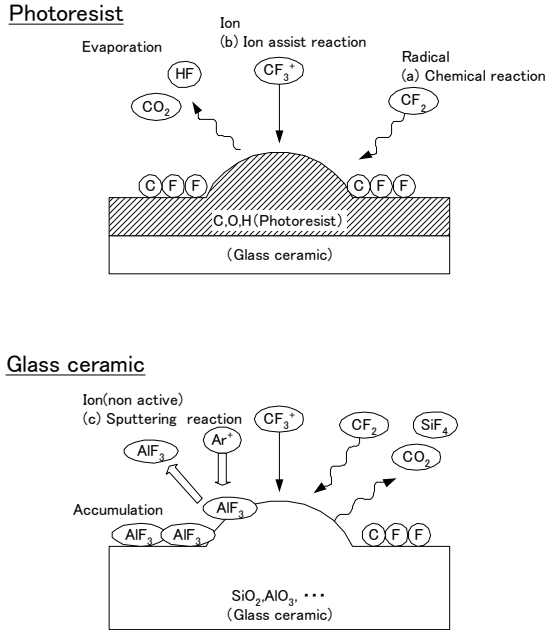 Photoresist
Ion
(b) Ion assist reaction
Evaporation
Radical
(a) Chemical reaction
HF
CF₃⁺
CO₂
CF₂
C F F
C F F
C,O,H(Photoresist)
(Glass ceramic)
Glass ceramic
Ion(non active)
(c) Sputtering reaction
CF₃⁺
CF₂
SiF₄
Ar⁺
AlF₃
CO₂
Accumulation
AlF₃
AlF₃ AlF₃
C F F
SiO₂,AlO₃, ・・・
(Glass ceramic)